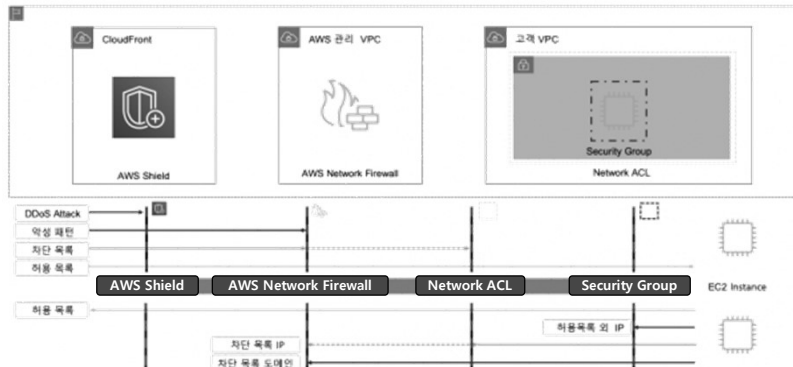 CloudFront
AWS 관리 VPC
고객 VPC
Security Group
AWS Shield
AWS Network Firewall
Network ACL
DDoS Attack
악성 패턴
차단 목록
허용 목록
AWS Shield
AWS Network Firewall
Network ACL
Security Group
EC2 Instance
허용 목록
허용목록 외 IP
차단 목록 IP
차단 목록 도메인